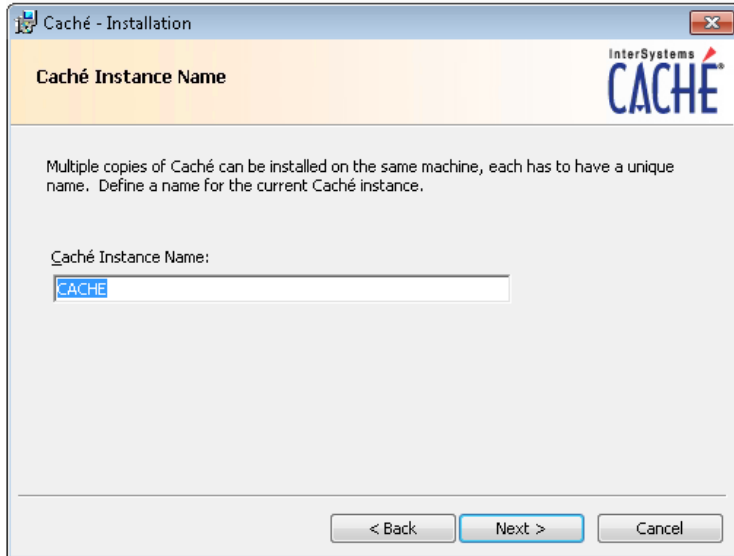 Caché - Installation
Caché Instance Name
InterSystems
CACHÉ®
Multiple copies of Caché can be installed on the same machine, each has to have a unique
name.  Define a name for the current Caché instance.
Caché Instance Name:
CACHE
< Back
Next >
Cancel